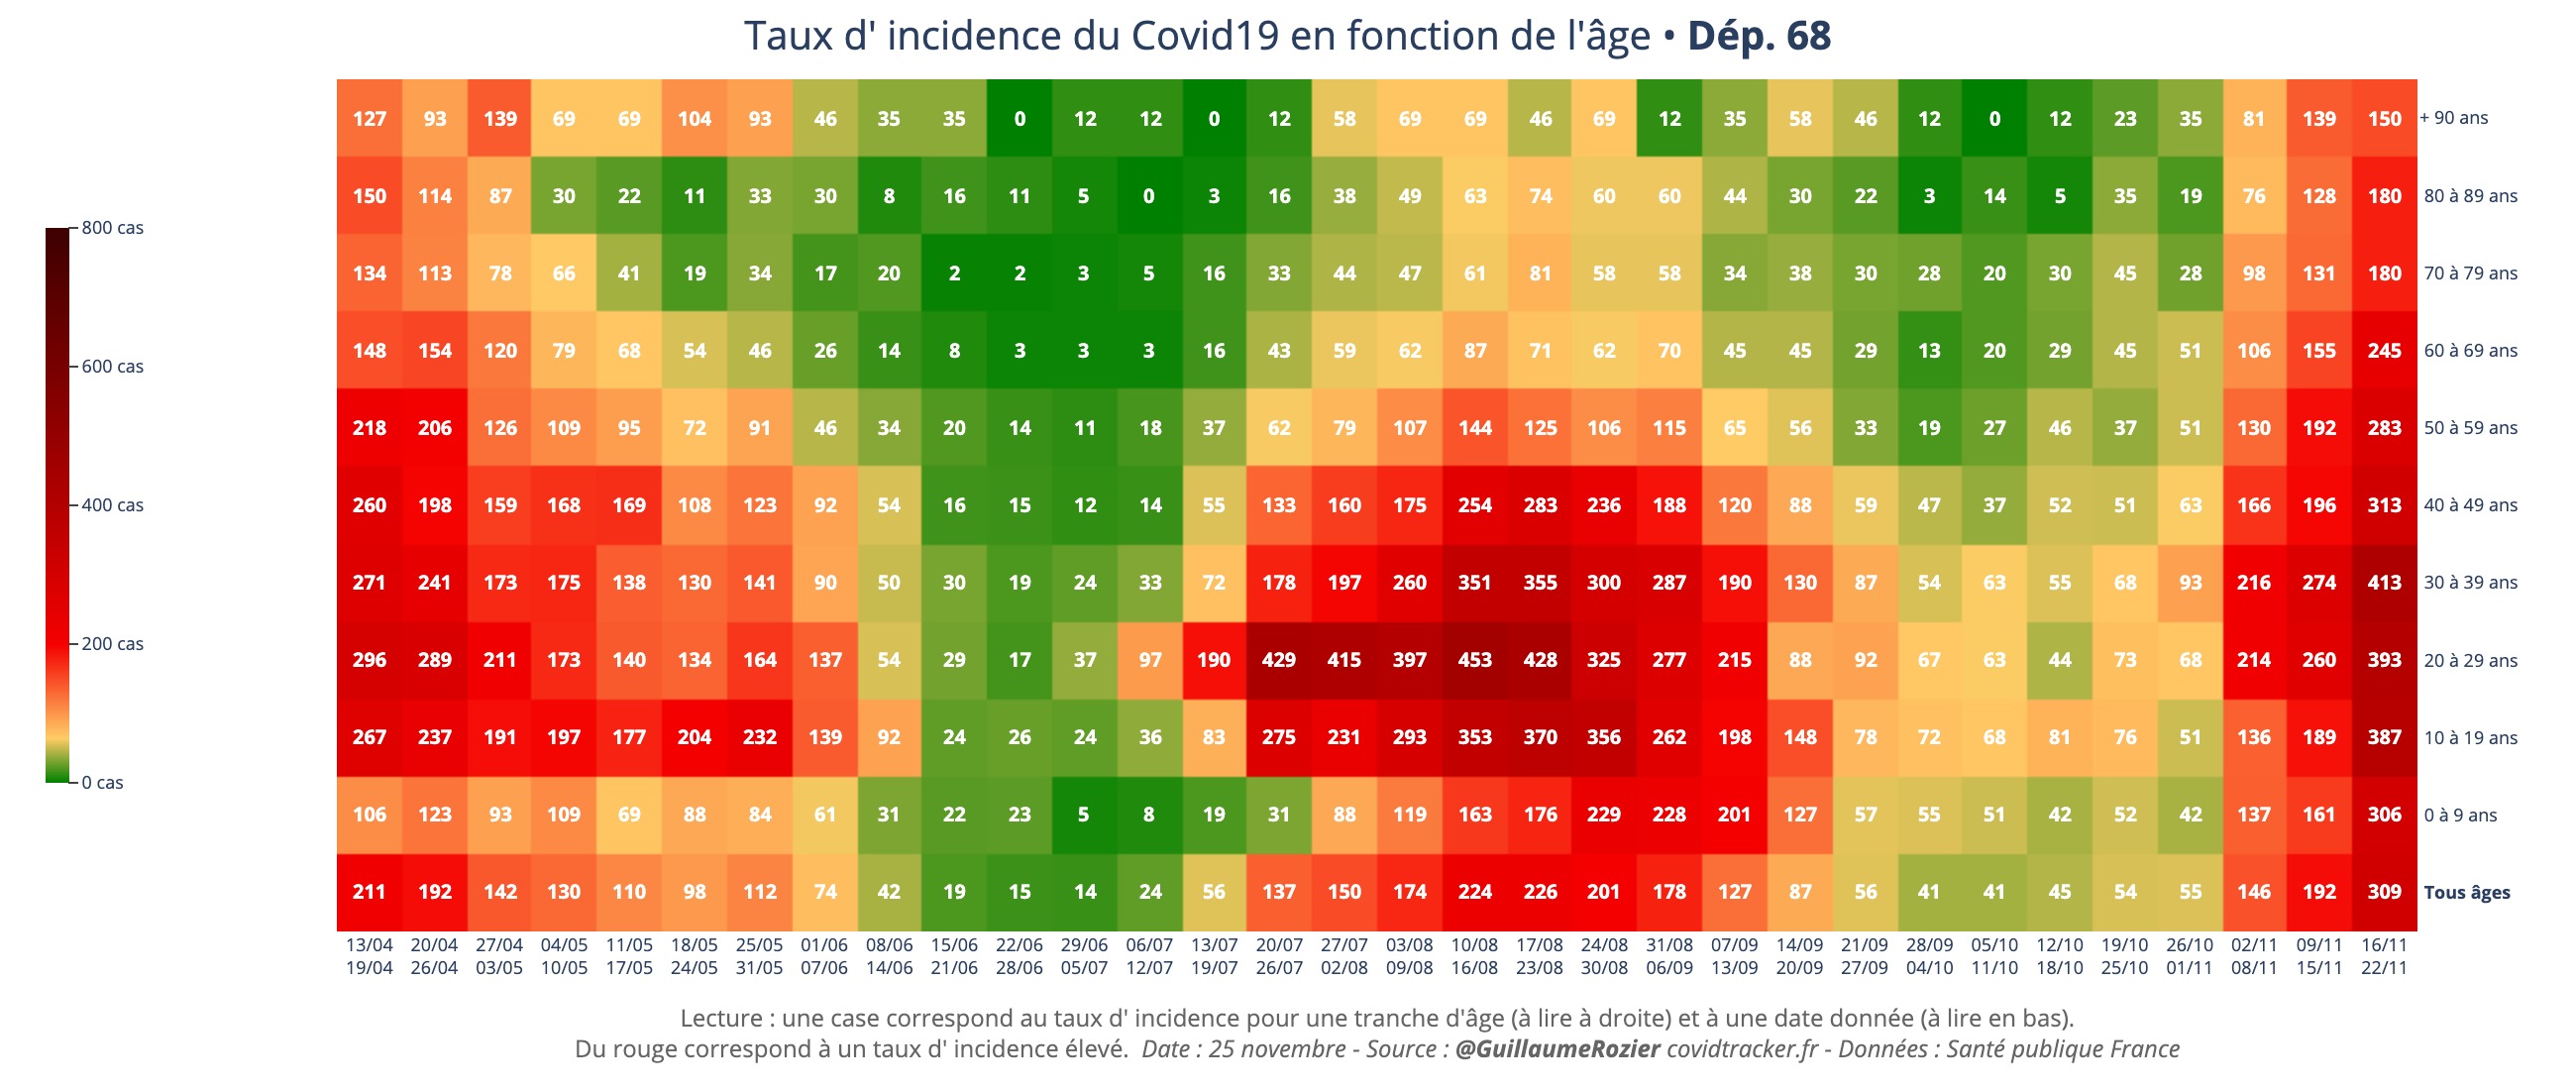 Taux d' incidence du Covid19 en fonction de l'âge • Dép. 68
127 93 139 69 69 104 93 46 35 35 0 12 12 0 12 58 69 69 46 69 12 35 58 46 12 0 12 23 35 81 139 150 + 90 ans
150 114 87 30 22 11 33 30 8 16 11 5 0 3 16 38 49 63 74 60 60 44 30 22 3 14 5 35 19 76 128 180 80 à 89 ans
800 cas
134 113 78 66 41 19 34 17 20 2 2 3 5 16 33 44 47 61 81 58 58 34 38 30 28 20 30 45 28 98 131 180 70 à 79 ans
148 154 120 79 68 54 46 26 14 8 3 3 3 16 43 59 62 87 71 62 70 45 45 29 13 20 29 45 51 106 155 245 60 à 69 ans
600 cas
218 206 126 109 95 72 91 46 34 20 14 11 18 37 62 79 107 144 125 106 115 65 56 33 19 27 46 37 51 130 192 283 50 à 59 ans
400 cas
260 198 159 168 169 108 123 92 54 16 15 12 14 55 133 160 175 254 283 236 188 120 88 59 47 37 52 51 63 166 196 313 40 à 49 ans
271 241 173 175 138 130 141 90 50 30 19 24 33 72 178 197 260 351 355 300 287 190 130 87 54 63 55 68 93 216 274 413 30 à 39 ans
200 cas
296 289 211 173 140 134 164 137 54 29 17 37 97 190 429 415 397 453 428 325 277 215 88 92 67 63 44 73 68 214 260 393 20 à 29 ans
267 237 191 197 177 204 232 139 92 24 26 24 36 83 275 231 293 353 370 356 262 198 148 78 72 68 81 76 51 136 189 387 10 à 19 ans
0 cas
106 123 93 109 69 88 84 61 31 22 23 5 8 19 31 88 119 163 176 229 228 201 127 57 55 51 42 52 42 137 161 306 0 à 9 ans
211 192 142 130 110 98 112 74 42 19 15 14 24 56 137 150 174 224 226 201 178 127 87 56 41 41 45 54 55 146 192 309 Tous âges
13/04 20/04 27/04 04/05 11/05 18/05 25/05 01/06 08/06 15/06 22/06 29/06 06/07 13/07 20/07 27/07 03/08 10/08 17/08 24/08 31/08 07/09 14/09 21/09 28/09 05/10 12/10 19/10 26/10 02/11 09/11 16/11
19/04 26/04 03/05 10/05 17/05 24/05 31/05 07/06 14/06 21/06 28/06 05/07 12/07 19/07 26/07 02/08 09/08 16/08 23/08 30/08 06/09 13/09 20/09 27/09 04/10 11/10 18/10 25/10 01/11 08/11 15/11 22/11
Lecture : une case correspond au taux d' incidence pour une tranche d'âge (à lire à droite) et à une date donnée (à lire en bas).
Du rouge correspond à un taux d' incidence élevé. Date : 25 novembre - Source : @GuillaumeRozier covidtracker.fr - Données : Santé publique France